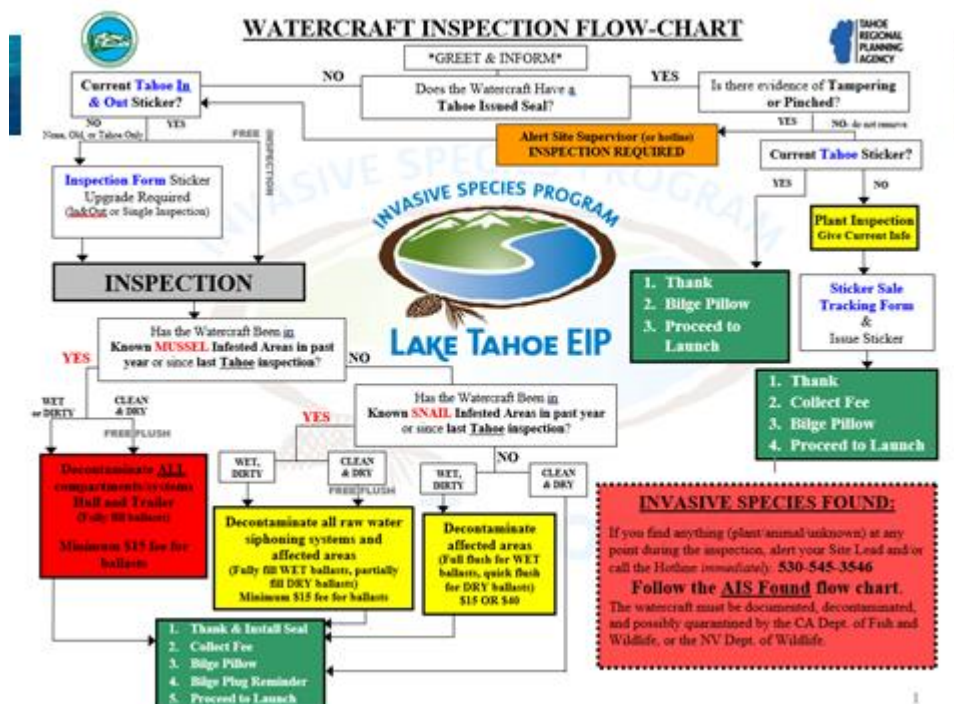 WATERCRAFT INSPECTION FLOW-CHART
TAHOE
REGIONAL
PLANNING
AGENCY
*GREET & INFORM*
Does the Watercraft Have a
Tahoe Issued Seal?
NO
YES
Current Tahoe In
& Out Sticker?
Is there evidence of Tampering
or Pinched?
NO
None, Old, or Tahoe Only
YES
FREE INSPECTION
YES
NO- do not remove
Alert Site Supervisor (or hotline)
INSPECTION REQUIRED
Current Tahoe Sticker?
YES
NO
Inspection Form Sticker
Upgrade Required
(In&Out or Single Inspection)
Plant Inspection
Give Current Info
INVASIVE SPECIES PROGRAM
INVASIVE SPECIES PROGRAM
LAKE TAHOE EIP
INSPECTION
1. Thank
2. Bilge Pillow
3. Proceed to
Launch
Sticker Sale
Tracking Form
&
Issue Sticker
Has the Watercraft Been in
Known MUSSEL Infested Areas in past
year or since last Tahoe inspection?
YES
NO
1. Thank
2. Collect Fee
3. Bilge Pillow
4. Proceed to Launch
WET
or DIRTY
CLEAN
& DRY
FREE FLUSH
Has the Watercraft Been in
Known SNAIL Infested Areas in past year
or since last Tahoe inspection?
YES
NO
WET,
DIRTY
CLEAN
& DRY
FREE FLUSH
WET,
DIRTY
CLEAN
& DRY
Decontaminate ALL
compartments/systems
Hull and Trailer
(Fully fill ballasts)
Minimum $15 fee for
ballasts
Decontaminate all raw water
siphoning systems and
affected areas
(Fully fill WET ballasts, partially
fill DRY ballasts)
Minimum $15 fee for ballasts
Decontaminate
affected areas
(Full flush for WET
ballasts, quick flush
for DRY ballasts)
$15 OR $40
INVASIVE SPECIES FOUND:
If you find anything (plant/animal/unknown) at any
point during the inspection, alert your Site Lead and/or
call the Hotline immediately: 530-545-3546
Follow the AIS Found flow chart.
The watercraft must be documented, decontaminated,
and possibly quarantined by the CA Dept. of Fish and
Wildlife, or the NV Dept. of Wildlife.
1. Thank & Install Seal
2. Collect Fee
3. Bilge Pillow
4. Bilge Plug Reminder
5. Proceed to Launch
1